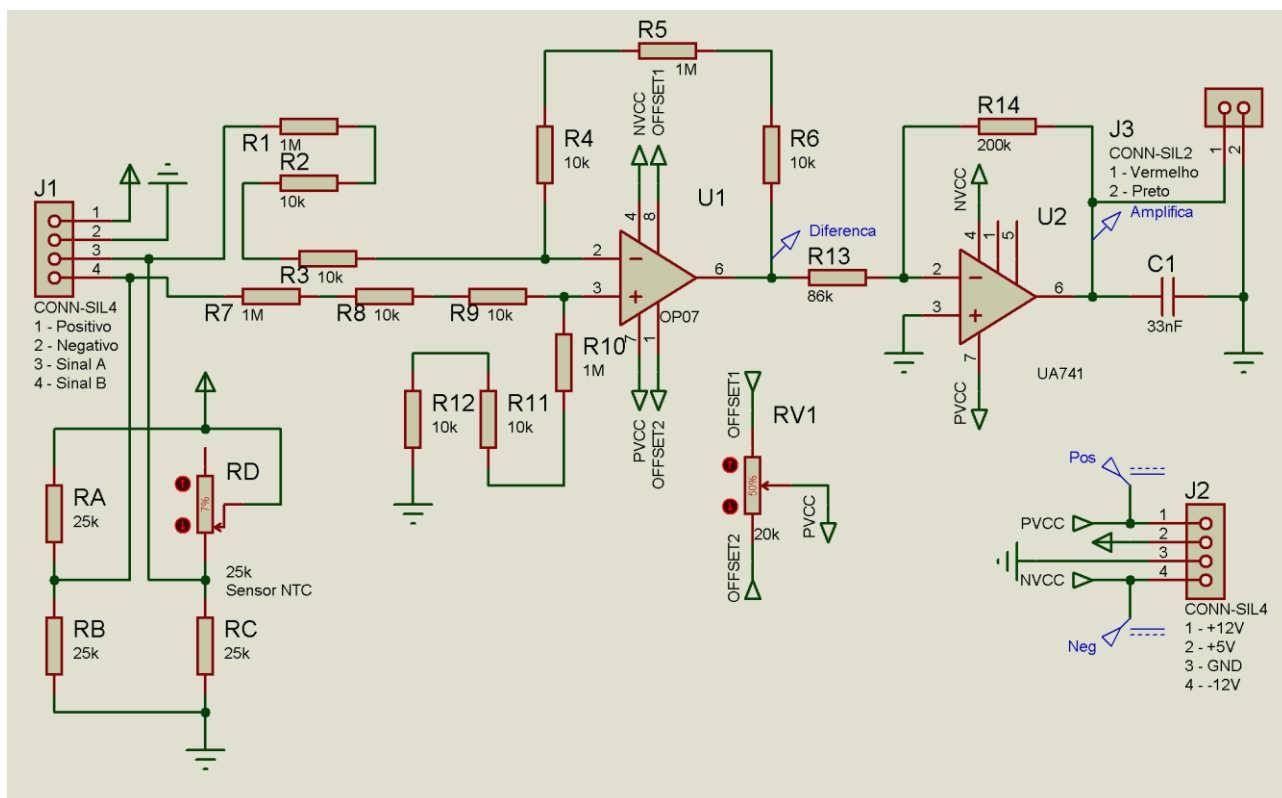 R5
1M
R1
1M
R2
10k
R3
10k
R4
10k
R6
10k
NVCC
OFFSET1
4
8
U1
2
3
6
7
1
OP07
PVCC
OFFSET2
Diferenca
J1
1
2
3
4
CONN-SIL4
1 - Positivo
2 - Negativo
3 - Sinal A
4 - Sinal B
R7
1M
R8
10k
R9
10k
R10
1M
R12
10k
R11
10k
R13
86k
R14
200k
NVCC
4
1
5
U2
2
3
6
7
UA741
PVCC
J3
CONN-SIL2
1 - Vermelho
2 - Preto
1
2
Amplifica
C1
33nF
RA
25k
RB
25k
RD
7%
25k
Sensor NTC
RC
25k
OFFSET1
RV1
50%
20k
PVCC
OFFSET2
Pos
PVCC
NVCC
Neg
J2
1
2
3
4
CONN-SIL4
1 - +12V
2 - +5V
3 - GND
4 - -12V